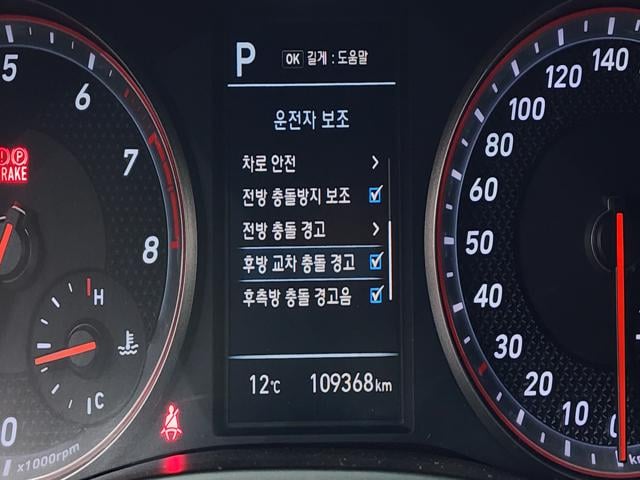 P OK 길게 : 도움말
운전자 보조
차로 안전
전방 충돌방지 보조
전방 충돌 경고
후방 교차 충돌 경고
후측방 충돌 경고음
12℃ 109368km
5
6
7
8
P
RAKE
H
C
0
x1000rpm
140
120
100
80
60
50
40
30
20
10
0